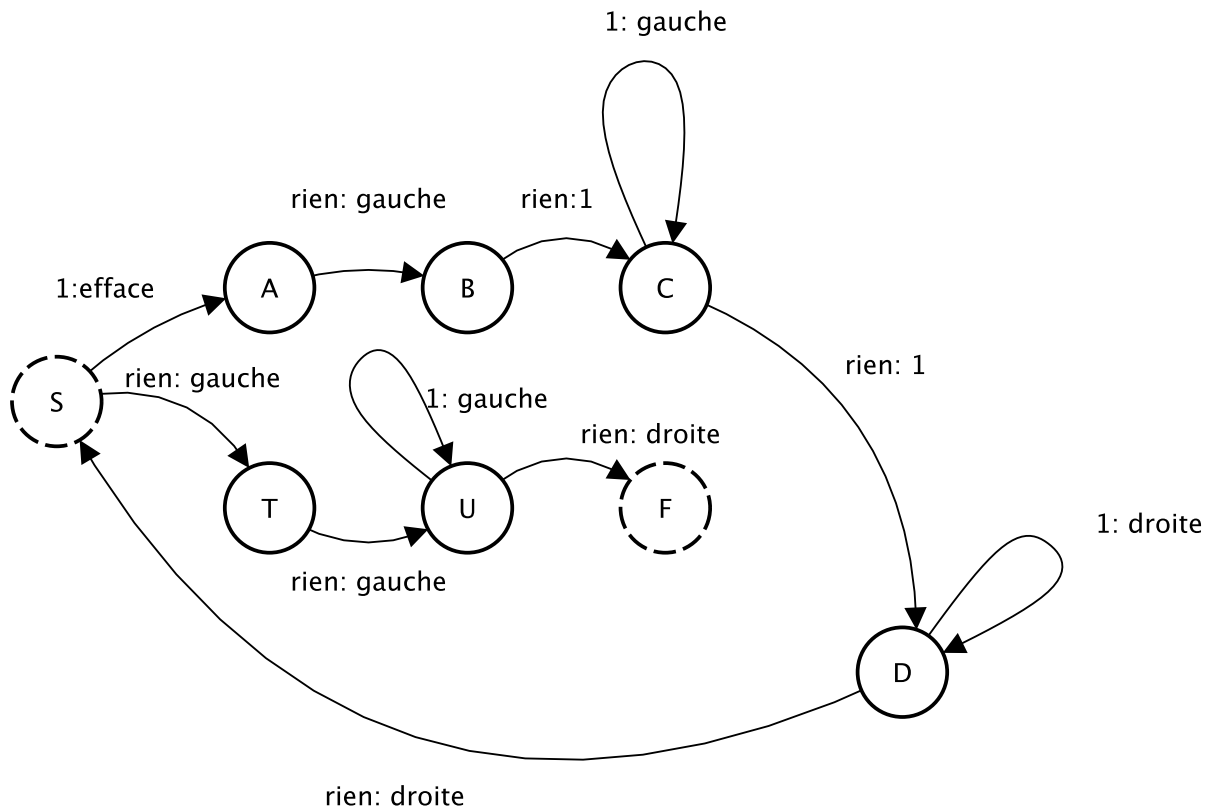 1: gauche
rien: gauche
rien:1
A
B
C
1:efface
rien: 1
rien: gauche
S
1: gauche
rien: droite
T
U
F
1: droite
rien: gauche
D
rien: droite